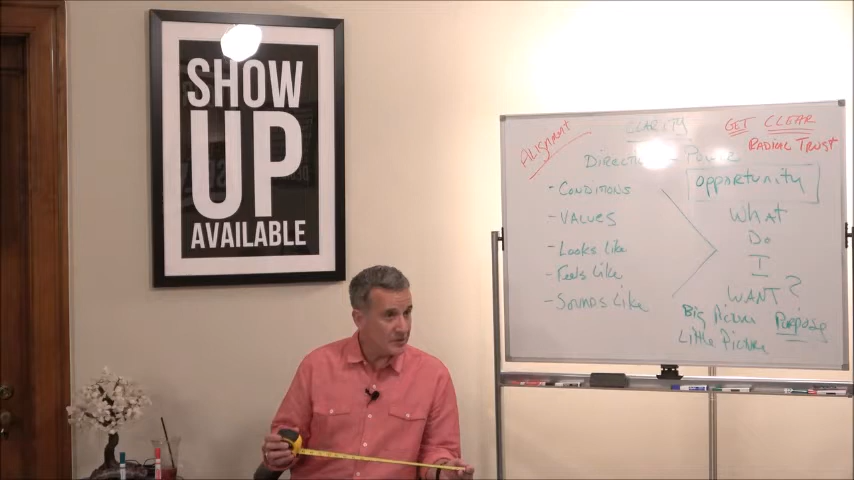 SHOW
UP
AVAILABLE
Alignment
CLARITY
GET CLEAR
RADICAL TRUST
Power
OPPORTUNITY
- CONDITIONS
- VALUES
- Looks Like
- Feels Like
- Sounds Like
WHAT
Do
I
WANT?
Big Picture Purpose
Little Picture